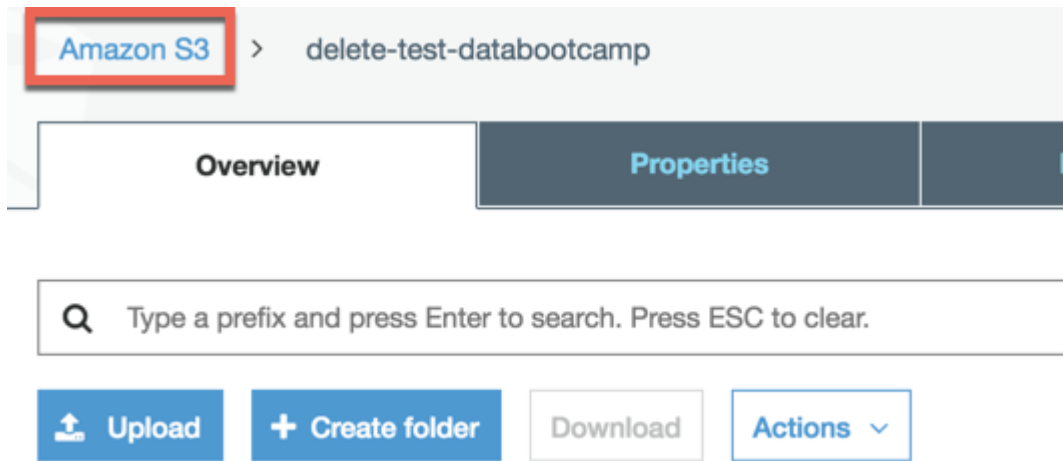 Amazon S3 > delete-test-databootcamp
Overview Properties
Type a prefix and press Enter to search. Press ESC to clear.
Upload + Create folder Download Actions